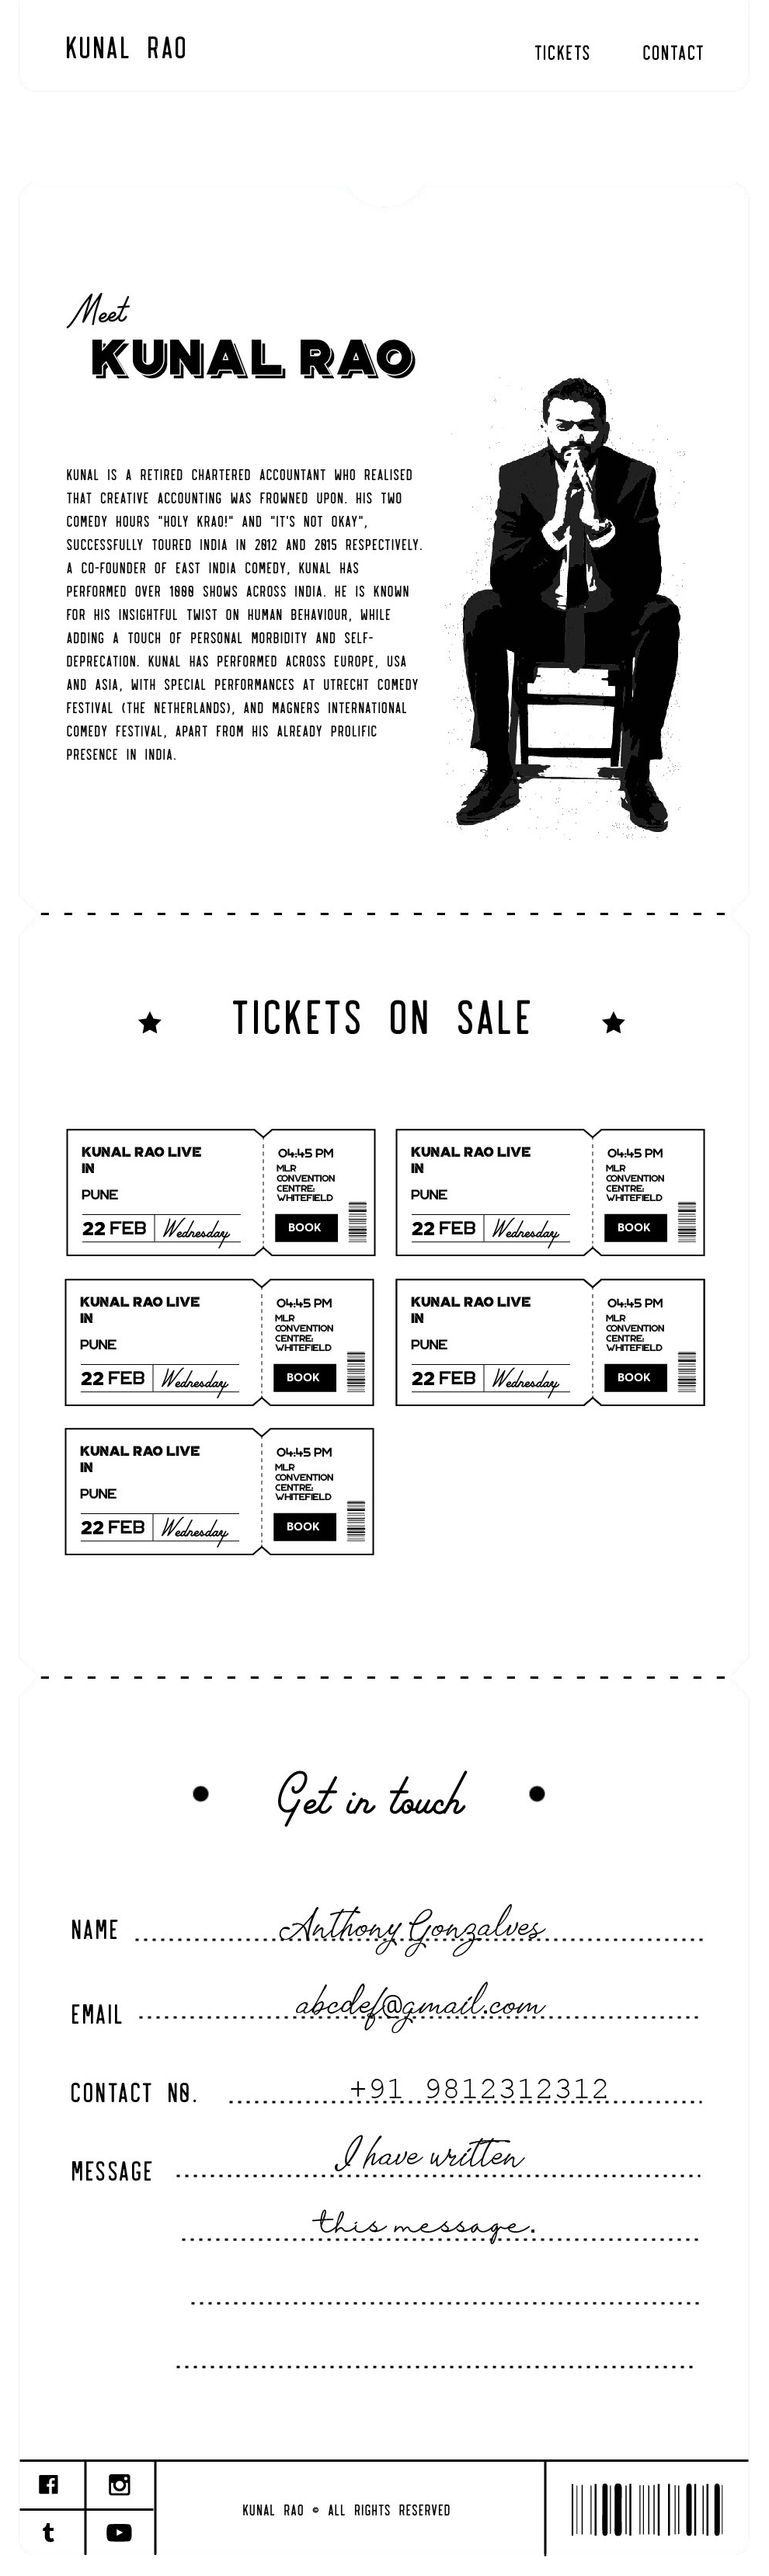 KUNAL RAO
TICKETS
CONTACT
Meet
KUNAL RAO
KUNAL IS A RETIRED CHARTERED ACCOUNTANT WHO REALISED
THAT CREATIVE ACCOUNTING WAS FROWNED UPON. HIS TWO
COMEDY HOURS "HOLY KRAO!" AND "IT'S NOT OKAY",
SUCCESSFULLY TOURED INDIA IN 2012 AND 2015 RESPECTIVELY.
A CO-FOUNDER OF EAST INDIA COMEDY, KUNAL HAS
PERFORMED OVER 1000 SHOWS ACROSS INDIA. HE IS KNOWN
FOR HIS INSIGHTFUL TWIST ON HUMAN BEHAVIOUR, WHILE
ADDING A TOUCH OF PERSONAL MORBIDITY AND SELF-
DEPRECATION. KUNAL HAS PERFORMED ACROSS EUROPE, USA
AND ASIA, WITH SPECIAL PERFORMANCES AT UTRECHT COMEDY
FESTIVAL (THE NETHERLANDS), AND MAGNERS INTERNATIONAL
COMEDY FESTIVAL, APART FROM HIS ALREADY PROLIFIC
PRESENCE IN INDIA.
TICKETS ON SALE
KUNAL RAO LIVE
IN
PUNE
22 FEB
Wednesday
04:45 PM
MLR
CONVENTION
CENTRE,
WHITEFIELD
BOOK
KUNAL RAO LIVE
IN
PUNE
22 FEB
Wednesday
04:45 PM
MLR
CONVENTION
CENTRE,
WHITEFIELD
BOOK
KUNAL RAO LIVE
IN
PUNE
22 FEB
Wednesday
04:45 PM
MLR
CONVENTION
CENTRE,
WHITEFIELD
BOOK
KUNAL RAO LIVE
IN
PUNE
22 FEB
Wednesday
04:45 PM
MLR
CONVENTION
CENTRE,
WHITEFIELD
BOOK
KUNAL RAO LIVE
IN
PUNE
22 FEB
Wednesday
04:45 PM
MLR
CONVENTION
CENTRE,
WHITEFIELD
BOOK
Get in touch
NAME Anthony Gonzalves
EMAIL abcdef@gmail.com
CONTACT NO. +91 9812312312
MESSAGE I have written
this message.
KUNAL RAO © ALL RIGHTS RESERVED